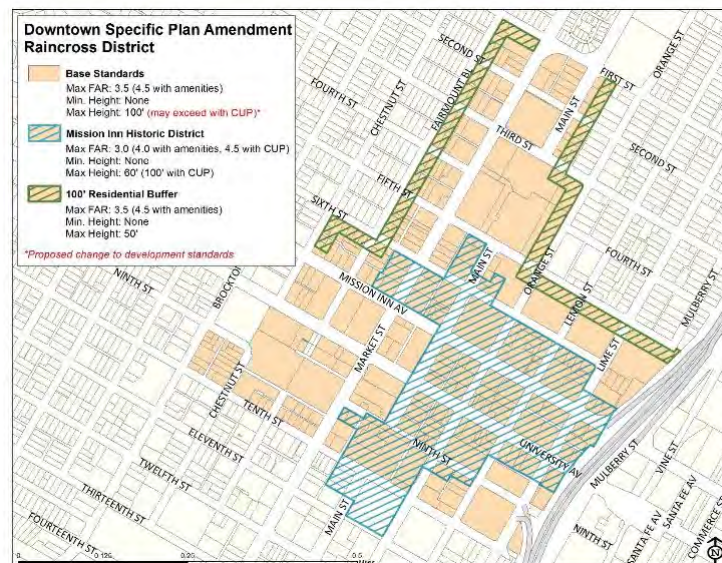 Downtown Specific Plan Amendment
Raincross District
Base Standards
Max FAR: 3.5 (4.5 with amenities)
Min. Height: None
Max Height: 100' (may exceed with CUP)*
Mission Inn Historic District
Max FAR: 3.0 (4.0 with amenities, 4.5 with CUP)
Min. Height: None
Max Height: 60' (100' with CUP)
100' Residential Buffer
Max FAR: 3.5 (4.5 with amenities)
Min. Height: None
Max Height: 50'
*Proposed change to development standards
SECOND ST
FOURTH ST
CHESTNUT ST
FAIRMOUNT BL
FIRST ST
ORANGE ST
MAIN ST
THIRD ST
SECOND ST
FIFTH ST
SIXTH ST
FOURTH ST
NINTH ST
BROCKTON
MISSION INN AV
MAIN ST
ORANGE ST
LEMON ST
MULBERRY ST
MARKET ST
LIME ST
CHESTNUT ST
TENTH ST
ELEVENTH ST
NINTH ST
UNIVERSITY AV
MULBERRY ST
VINE ST
TWELFTH ST
SANTA FE AV
THIRTEENTH ST
MAIN ST
NINTH ST
SANTA FE AV
COMMERCE ST
FOURTEENTH ST
0
0.125
0.25
0.5
N